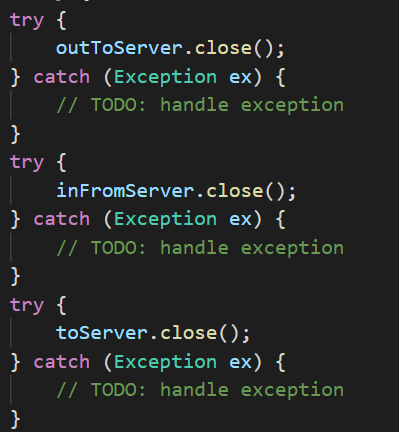 try {
    outToServer.close();
} catch (Exception ex) {
    // TODO: handle exception
}
try {
    inFromServer.close();
} catch (Exception ex) {
    // TODO: handle exception
}
try {
    toServer.close();
} catch (Exception ex) {
    // TODO: handle exception
}